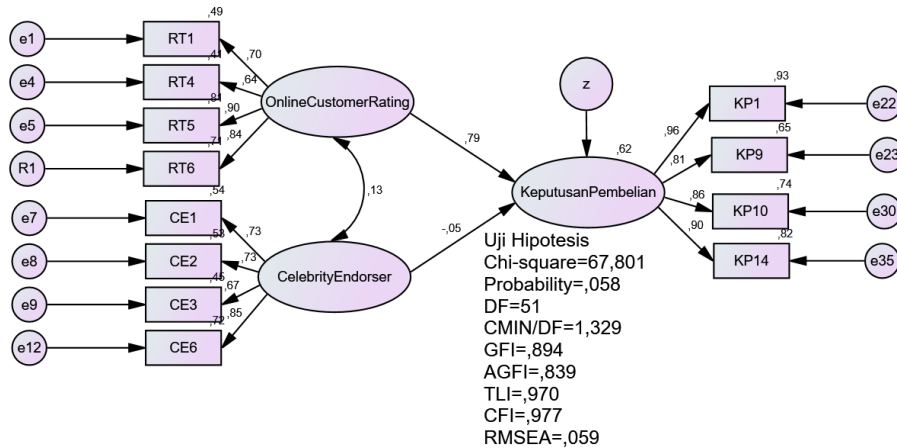 ,49
e1 RT1
,70
,41
e4 RT4
,64
OnlineCustomerRating
,81
e5 RT5
,90
,84
,71
R1 RT6
,13
,54
e7 CE1
,73
,53
e8 CE2
,73
CelebrityEndorser
,45
e9 CE3
,67
,85
,72
e12 CE6
,79
-,05
z
,62
KeputusanPembelian
,93
KP1 e22
,96
,65
KP9 e23
,81
,74
KP10 e30
,86
,82
KP14 e35
,90
Uji Hipotesis
Chi-square=67,801
Probability=,058
DF=51
CMIN/DF=1,329
GFI=,894
AGFI=,839
TLI=,970
CFI=,977
RMSEA=,059